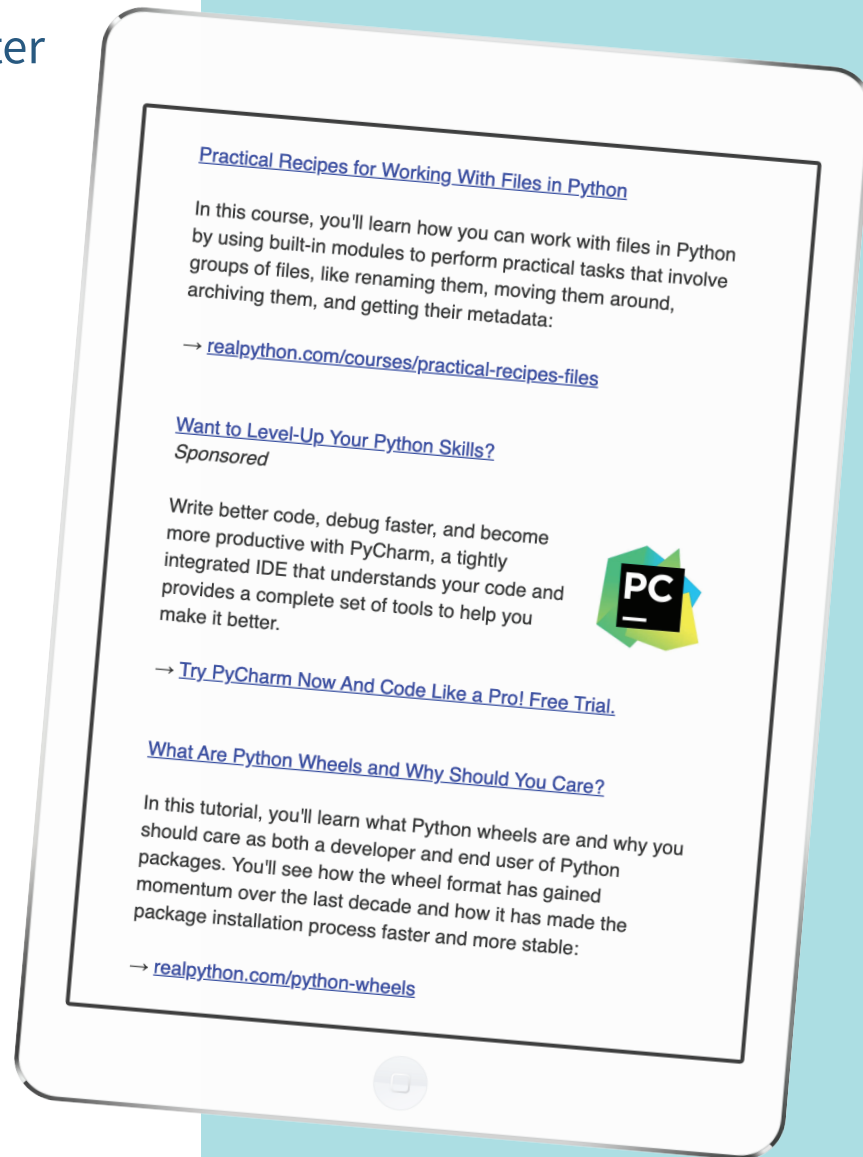 ter
Practical Recipes for Working With Files in Python
In this course, you'll learn how you can work with files in Python
by using built-in modules to perform practical tasks that involve
groups of files, like renaming them, moving them around,
archiving them, and getting their metadata:
→ realpython.com/courses/practical-recipes-files
Want to Level-Up Your Python Skills?
Sponsored
Write better code, debug faster, and become
more productive with PyCharm, a tightly
integrated IDE that understands your code and
provides a complete set of tools to help you
make it better.
PC
→ Try PyCharm Now And Code Like a Pro! Free Trial.
What Are Python Wheels and Why Should You Care?
In this tutorial, you'll learn what Python wheels are and why you
should care as both a developer and end user of Python
packages. You'll see how the wheel format has gained
momentum over the last decade and how it has made the
package installation process faster and more stable:
→ realpython.com/python-wheels